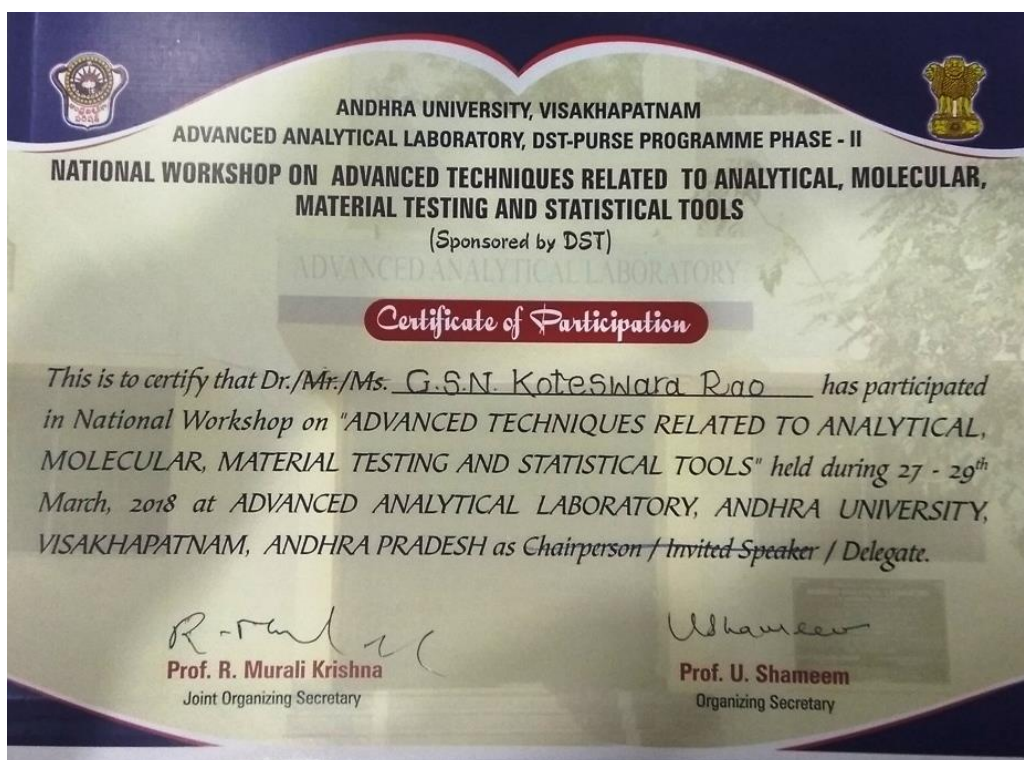 ANDHRA UNIVERSITY, VISAKHAPATNAM
ADVANCED ANALYTICAL LABORATORY, DST-PURSE PROGRAMME PHASE - II
NATIONAL WORKSHOP ON ADVANCED TECHNIQUES RELATED TO ANALYTICAL, MOLECULAR,
MATERIAL TESTING AND STATISTICAL TOOLS
(Sponsored by DST)
ADVANCED ANALYTICAL LABORATORY
Certificate of Participation
This is to certify that Dr./Mr./Ms. G.S.N. Koteswara Rao has participated
in National Workshop on "ADVANCED TECHNIQUES RELATED TO ANALYTICAL,
MOLECULAR, MATERIAL TESTING AND STATISTICAL TOOLS" held during 27 - 29th
March, 2018 at ADVANCED ANALYTICAL LABORATORY, ANDHRA UNIVERSITY,
VISAKHAPATNAM, ANDHRA PRADESH as Chairperson / Invited Speaker / Delegate.
UShameem
Prof. R. Murali Krishna
Prof. U. Shameem
Joint Organizing Secretary
Organizing Secretary